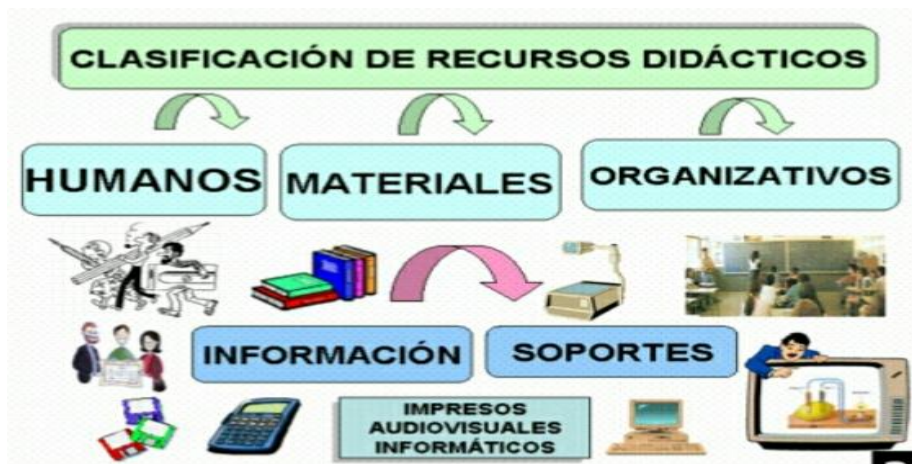 CLASIFICACIÓN DE RECURSOS DIDÁCTICOS
HUMANOS
MATERIALES
ORGANIZATIVOS
INFORMACIÓN
SOPORTES
IMPRESOS
AUDIOVISUALES
INFORMÁTICOS